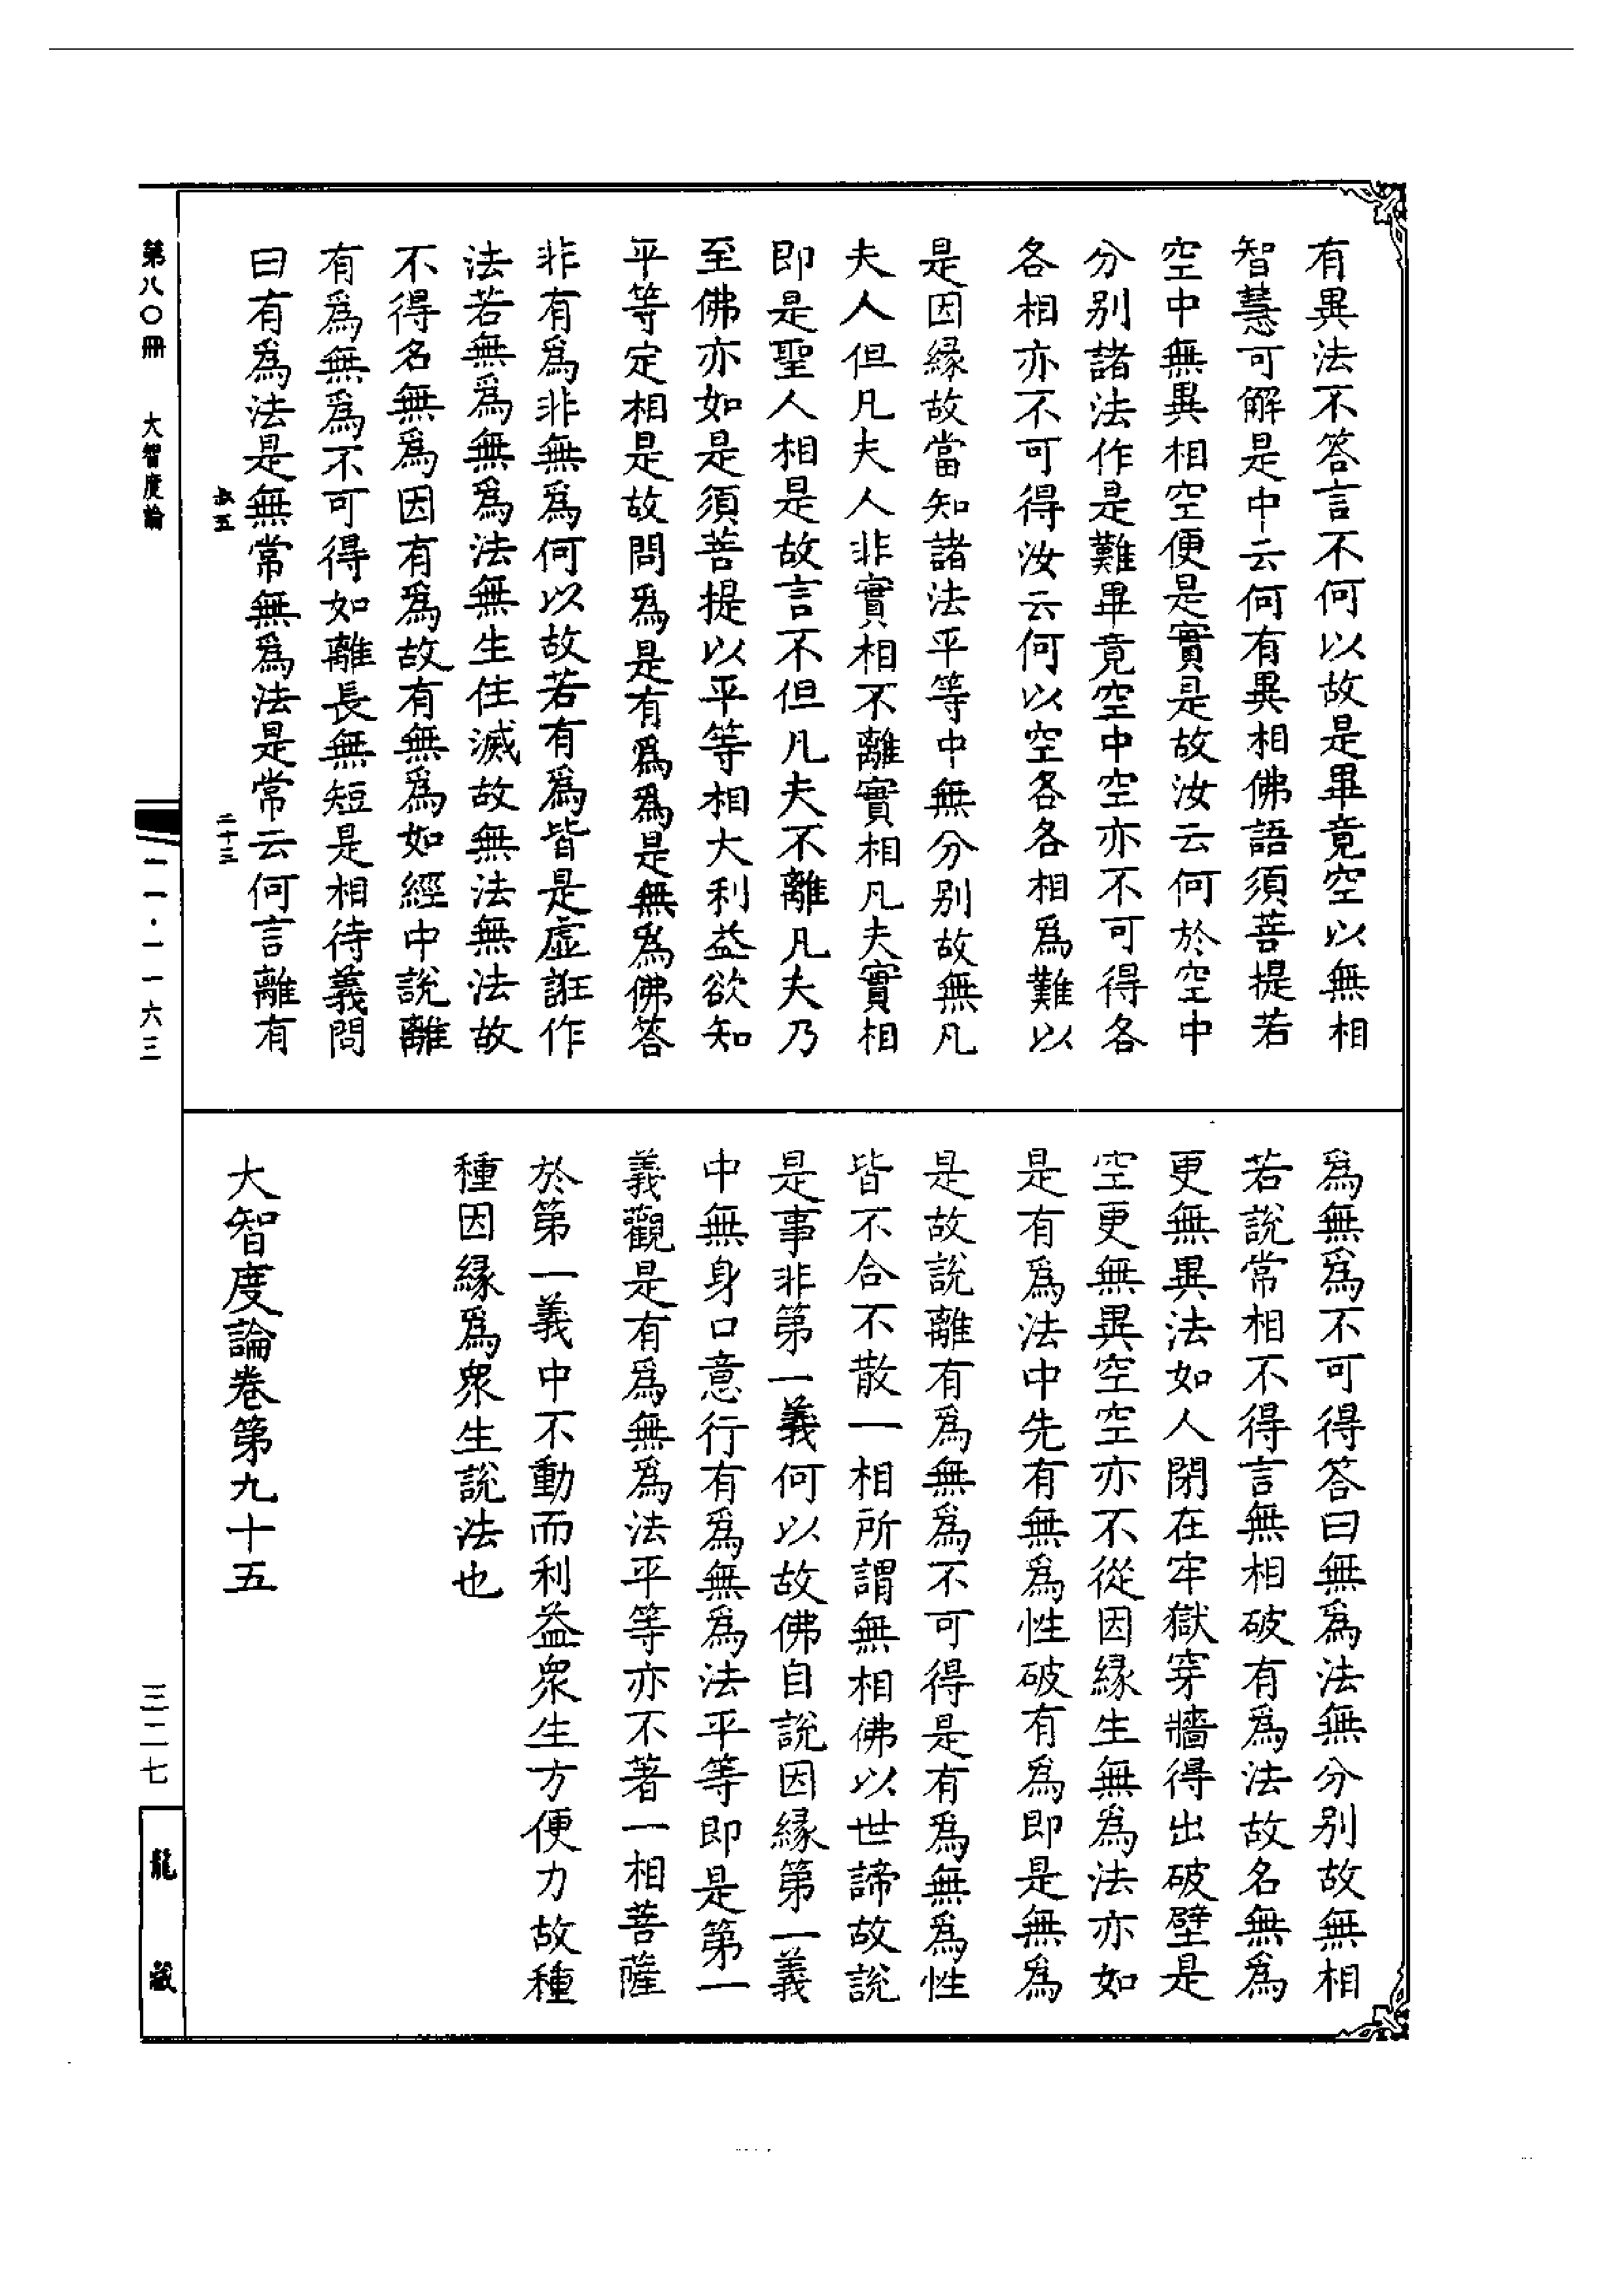 有異法不答言不何以故是畢竟空以無相
智慧可解是中云何有異相佛語須菩提若
空中無異相空便是實是故汝云何於空中
分別諸法作是難畢竟空中空亦不可得各
各相亦不可得汝云何以空各各相爲難以
是因緣故當知諸法平等中無分別故無凡
夫人但凡夫人非實相不離實相凡夫實相
即是聖人相是故言不但凡夫不離凡夫乃
至佛亦如是須菩提以平等相大利益欲知
平等定相是故問爲是有爲爲是無爲佛答
非有爲非無爲何以故若有爲皆是虛誑作
法若無爲無爲法無生住滅故無法無法故
不得名無爲因有爲故有無爲如經中說離
有爲無爲不可得如離長無短是相待義問
曰有爲法是無常無爲法是常云何言離有
爲無爲不可得答曰無爲法無分別故無相
若說常相不得言無相破有爲法故名無爲
更無異法如人閉在牢獄穿牆得出破壁是
空更無異空空亦不從因緣生無爲法亦如
是有爲法中先有無爲性破有爲即是無爲
是故說離有爲無爲不可得是有爲無爲性
皆不合不散一相所謂無相佛以世諦故說
是事非第一義何以故佛自說因緣第一義
中無身口意行有爲無爲法平等即是第一
義觀是有爲無爲法平等亦不著一相菩薩
於第一義中不動而利益衆生方便力故種
種因緣爲衆生說法也
大智度論卷第九十五
叔五 二十三
第八〇冊 大智度論
一一·一一六三
三二七
龍藏